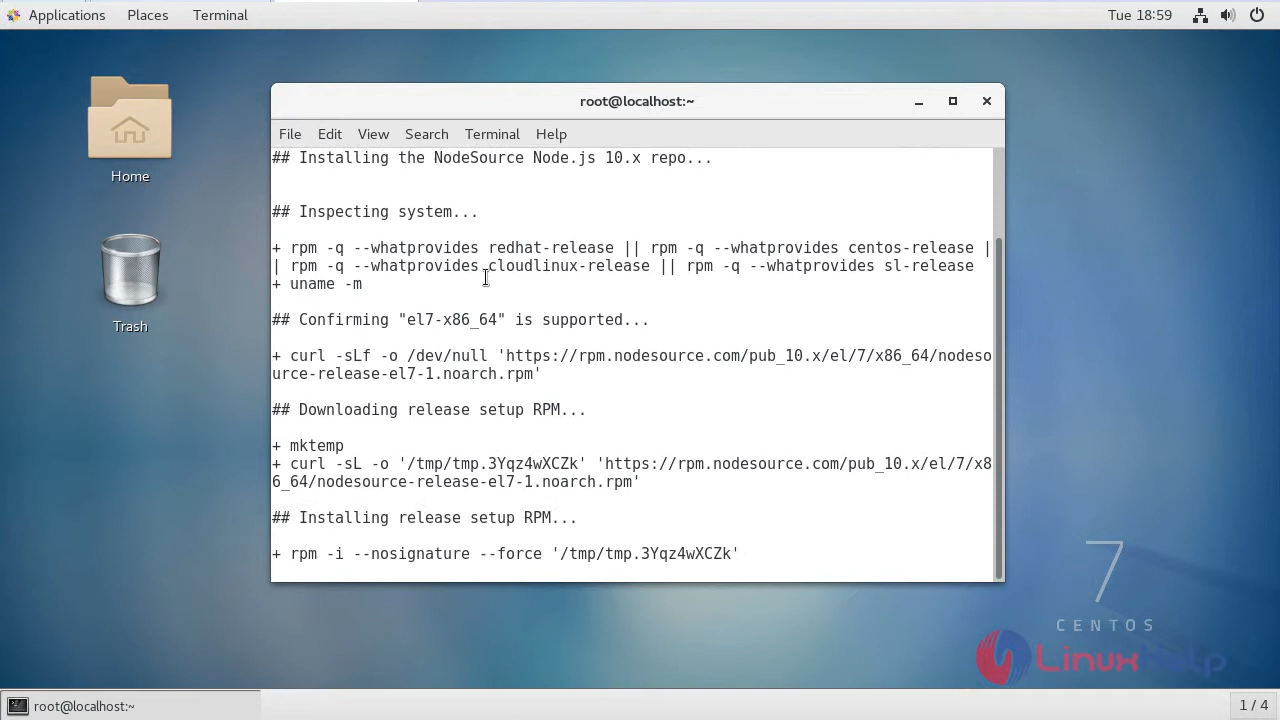 Applications Places Terminal Tue 18:59
Home
Trash
root@localhost:~
File Edit View Search Terminal Help
## Installing the NodeSource Node.js 10.x repo...
## Inspecting system...
+ rpm -q --whatprovides redhat-release || rpm -q --whatprovides centos-release |
| rpm -q --whatprovides cloudlinux-release || rpm -q --whatprovides sl-release
+ uname -m
## Confirming "el7-x86_64" is supported...
+ curl -sLf -o /dev/null 'https://rpm.nodesource.com/pub_10.x/el/7/x86_64/nodeso
urce-release-el7-1.noarch.rpm'
## Downloading release setup RPM...
+ mktemp
+ curl -sL -o '/tmp/tmp.3Yqz4wXCZk' 'https://rpm.nodesource.com/pub_10.x/el/7/x8
6_64/nodesource-release-el7-1.noarch.rpm'
## Installing release setup RPM...
+ rpm -i --nosignature --force '/tmp/tmp.3Yqz4wXCZk'
7
CENTOS
LinuxHelp
root@localhost:~ 1 / 4